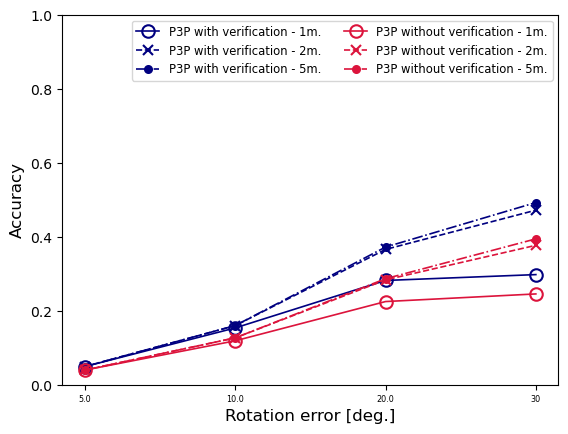 P3P with verification - 1m.
P3P with verification - 2m.
P3P with verification - 5m.
P3P without verification - 1m.
P3P without verification - 2m.
P3P without verification - 5m.
Accuracy
1.0
0.8
0.6
0.4
0.2
0.0
5.0 10.0 20.0 30
Rotation error [deg.]